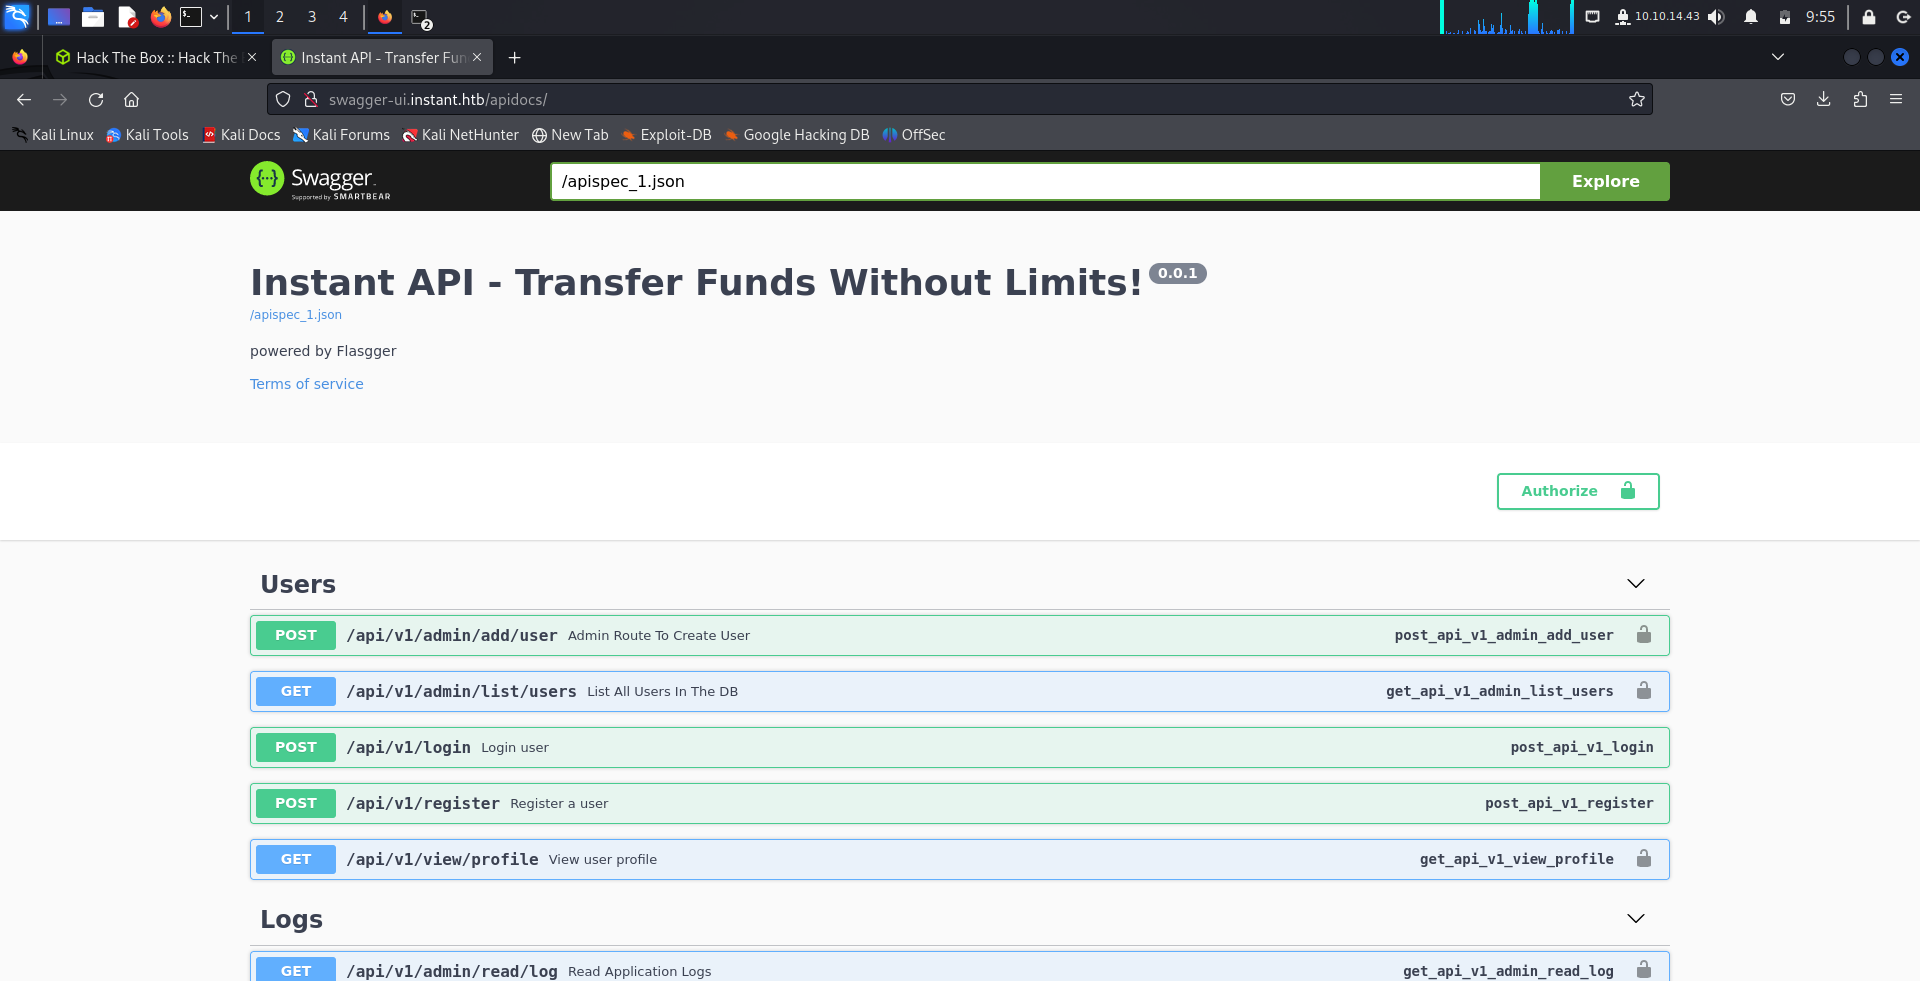 1 2 3 4 2 10.10.14.43 9:55
Hack The Box :: Hack The Instant API - Transfer Fun
swagger-ui.instant.htb/apidocs/
Kali Linux Kali Tools Kali Docs Kali Forums Kali NetHunter New Tab Exploit-DB Google Hacking DB OffSec
Swagger. /apispec_1.json Explore
Supported by SMARTBEAR
Instant API - Transfer Funds Without Limits! 0.0.1
/apispec_1.json
powered by Flasgger
Terms of service
Authorize
Users
POST /api/v1/admin/add/user Admin Route To Create User post_api_v1_admin_add_user
GET /api/v1/admin/list/users List All Users In The DB get_api_v1_admin_list_users
POST /api/v1/login Login user post_api_v1_login
POST /api/v1/register Register a user post_api_v1_register
GET /api/v1/view/profile View user profile get_api_v1_view_profile
Logs
GET /api/v1/admin/read/log Read Application Logs get_api_v1_admin_read_log